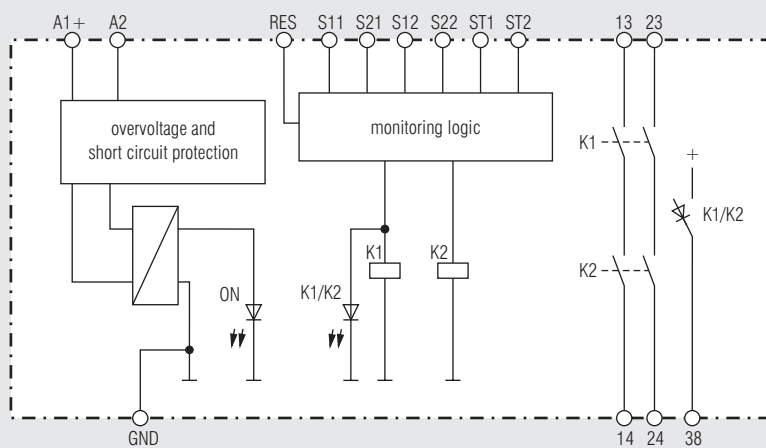 A1+ A2 RES S11 S21 S12 S22 ST1 ST2 13 23
overvoltage and
short circuit protection
monitoring logic
K1
+
K1/K2
K1 K2
K2
ON K1/K2
GND 14 24 38